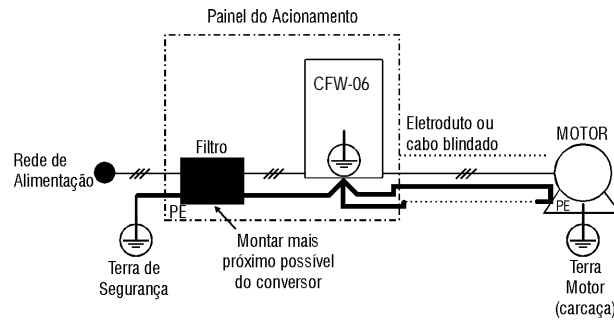 Painel do Acionamento
CFW-06
Filtro
Eletroduto ou
cabo blindado
MOTOR
Rede de
Alimentação
PE
PE
Terra de
Segurança
Montar mais
próximo possível
do conversor
Terra
Motor
(carcaça)